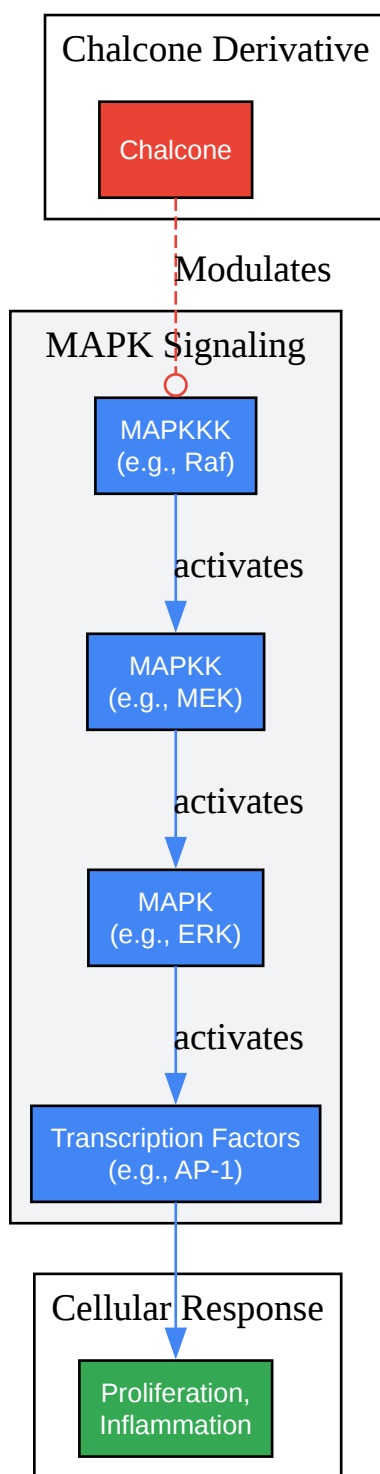 Chalcone Derivative
Chalcone
Modulates
MAPK Signaling
MAPKKK
(e.g., Raf)
activates
MAPKK
(e.g., MEK)
activates
MAPK
(e.g., ERK)
activates
Transcription Factors
(e.g., AP-1)
Cellular Response
Proliferation,
Inflammation